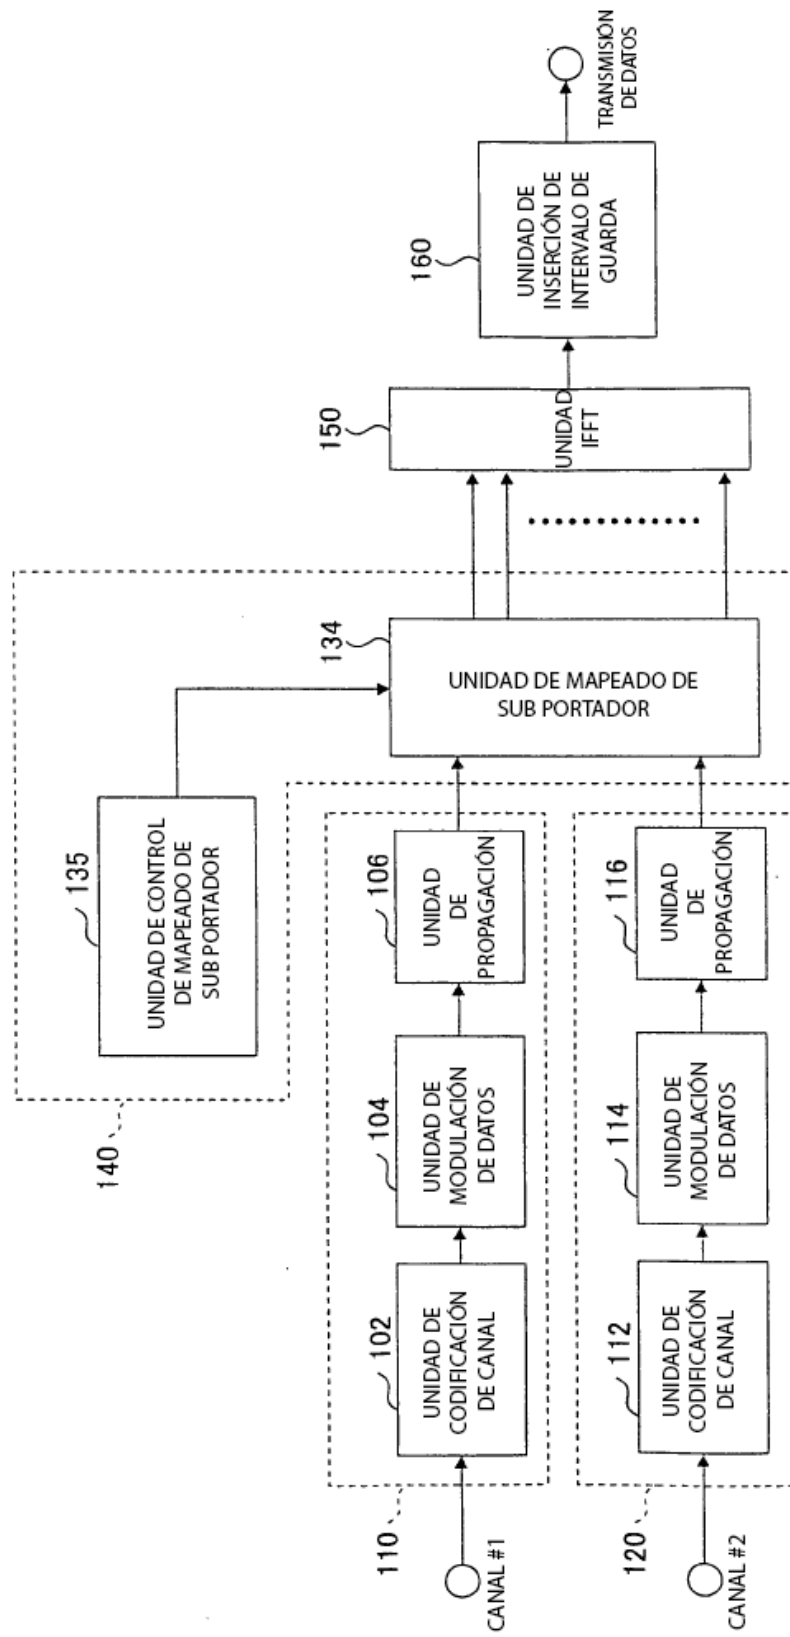 140
135
UNIDAD DE CONTROL
DE MAPEADO DE
SUB PORTADOR
CANAL #1
110
102
UNIDAD DE
CODIFICACIÓN
DE CANAL
104
UNIDAD DE
MODULACIÓN
DE DATOS
106
UNIDAD
DE
PROPAGACIÓN
CANAL #2
120
112
UNIDAD DE
CODIFICACIÓN
DE CANAL
114
UNIDAD DE
MODULACIÓN
DE DATOS
116
UNIDAD
DE
PROPAGACIÓN
134
UNIDAD DE MAPEADO DE
SUB PORTADOR
150
UNIDAD
IFFT
160
UNIDAD DE
INSERCIÓN DE
INTERVALO DE
GUARDA
TRANSMISIÓN
DE DATOS